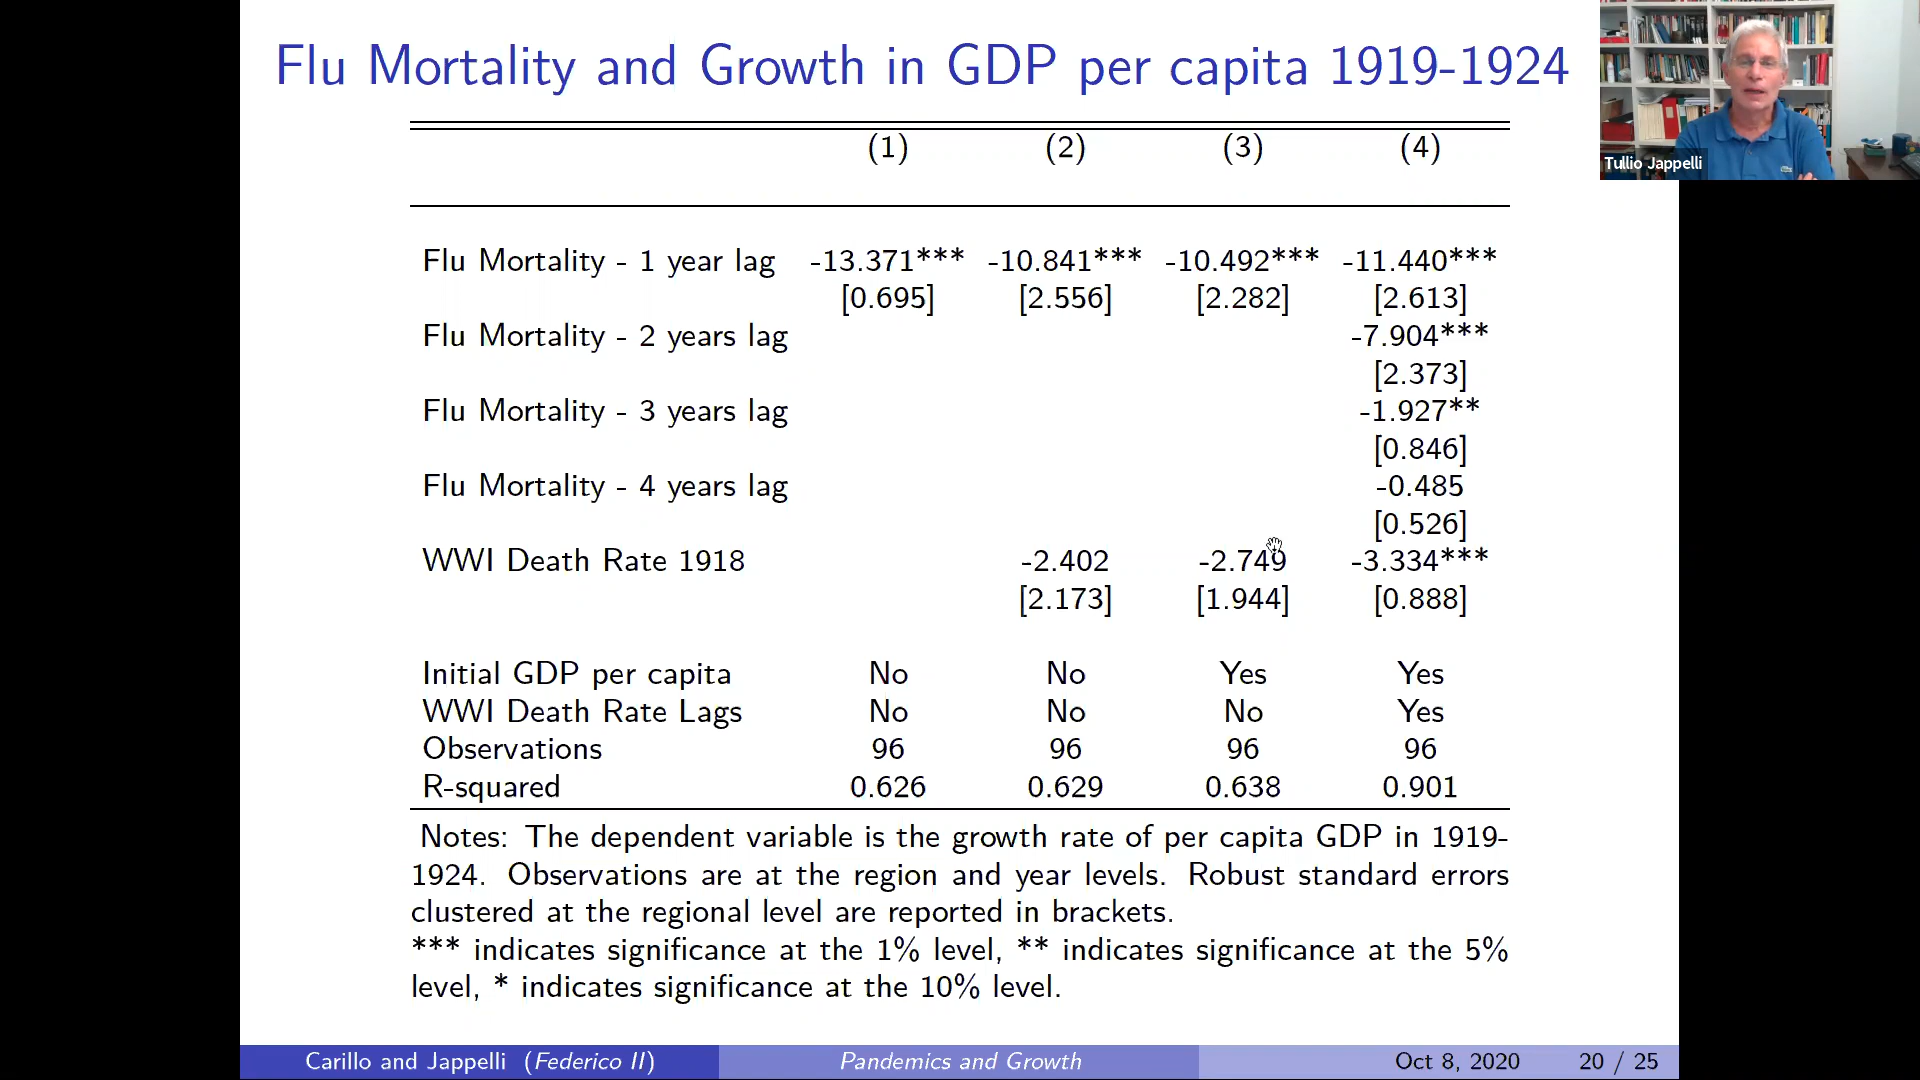 Flu Mortality and Growth in GDP per capita 1919-1924
Tullio Jappelli
(1) (2) (3) (4)
Flu Mortality - 1 year lag -13.371*** -10.841*** -10.492*** -11.440***
[0.695] [2.556] [2.282] [2.613]
Flu Mortality - 2 years lag -7.904***
[2.373]
Flu Mortality - 3 years lag -1.927**
[0.846]
Flu Mortality - 4 years lag -0.485
[0.526]
WWI Death Rate 1918 -2.402 -2.749 -3.334***
[2.173] [1.944] [0.888]
Initial GDP per capita No No Yes Yes
WWI Death Rate Lags No No No Yes
Observations 96 96 96 96
R-squared 0.626 0.629 0.638 0.901
Notes: The dependent variable is the growth rate of per capita GDP in 1919-
1924. Observations are at the region and year levels. Robust standard errors
clustered at the regional level are reported in brackets.
*** indicates significance at the 1% level, ** indicates significance at the 5%
level, * indicates significance at the 10% level.
Carillo and Jappelli (Federico II) Pandemics and Growth Oct 8, 2020 20 / 25